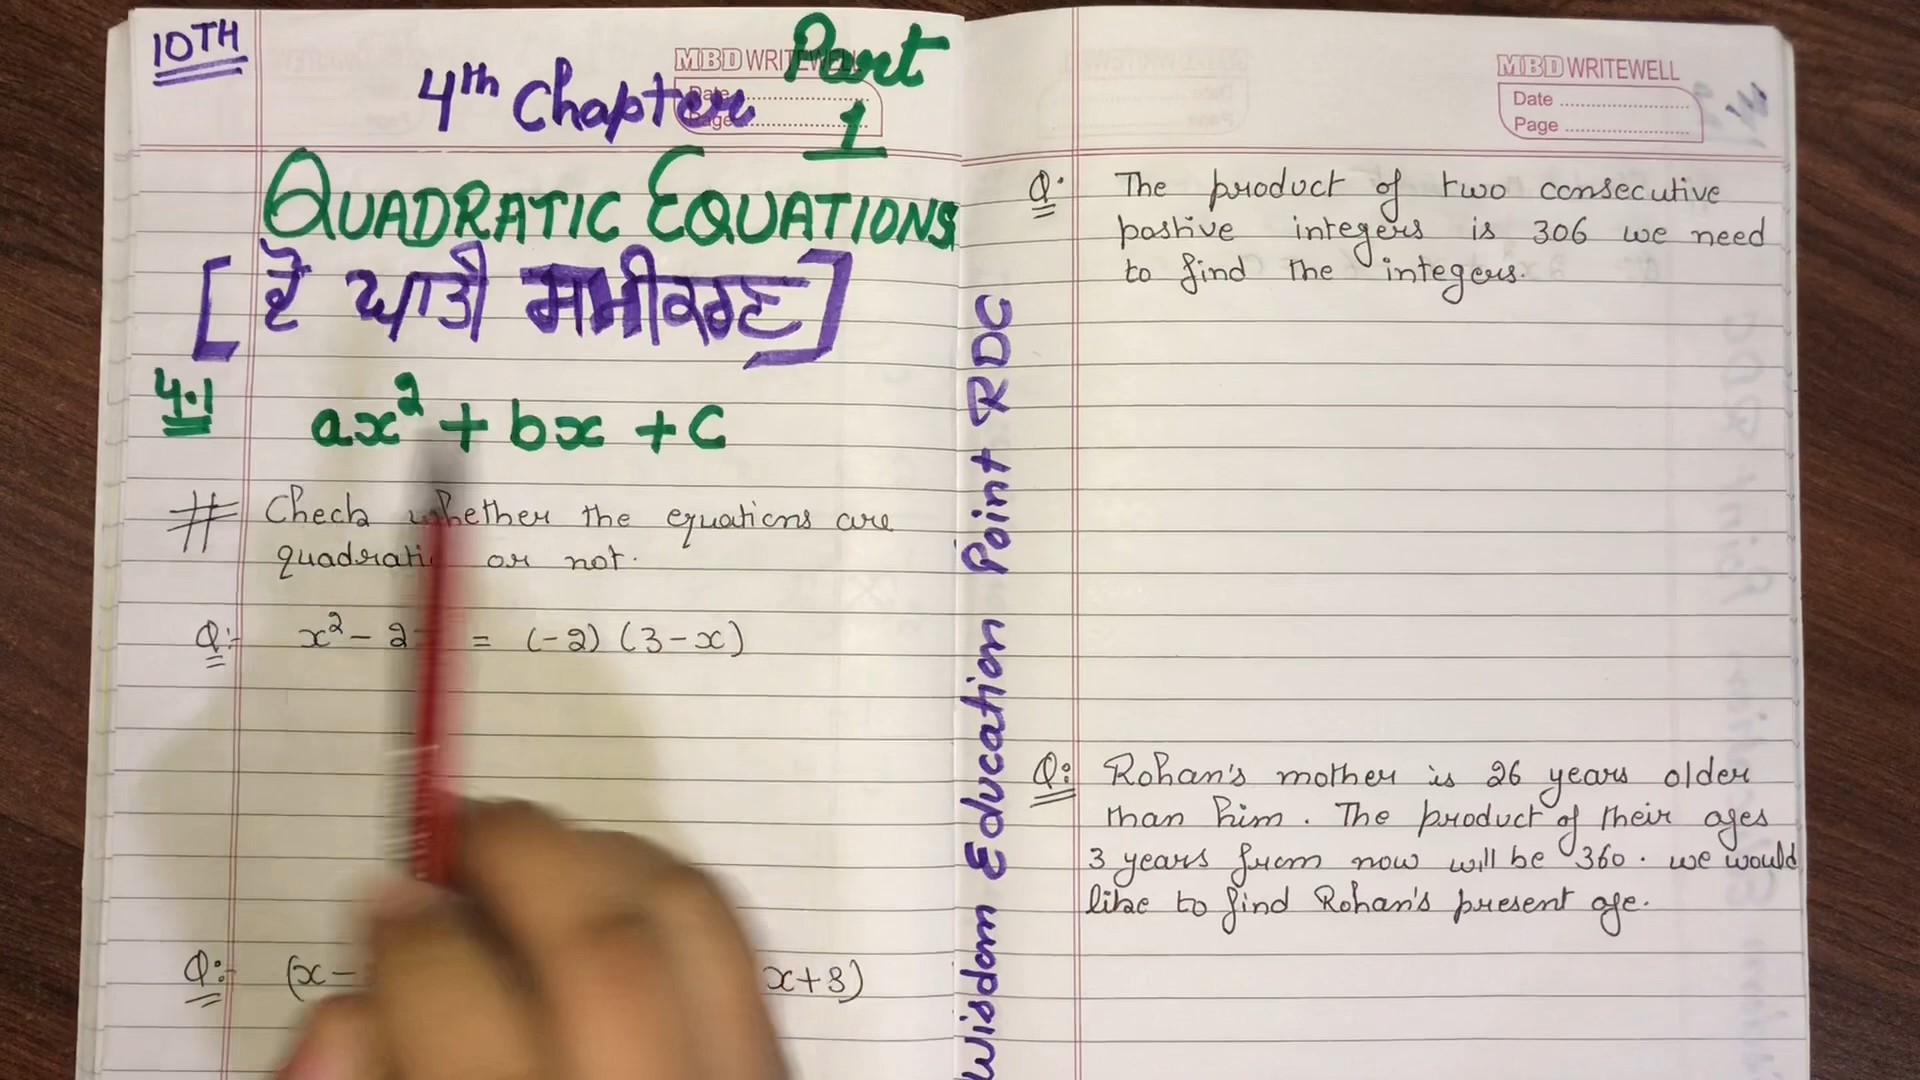 10TH
4th Chapter
Part
1
MBD WRITEWELL
QUADRATIC EQUATIONS
[ਦੋ ਘਾਤੀ ਸਮੀਕਰਣ]
4.1
ax² + bx + c
# Check whether the equations are
quadratic or not.
Q:- x² - 2 = (-2) (3-x)
Q:- (x- x+3)
Wisdom Education Point RDC
MBD WRITEWELL
Date
Page
Q. The product of two consecutive
postive integers is 306 we need
to find the integers.
Q: Rohan's mother is 26 years older
than him. The product of their ages
3 years from now will be 360. we would
like to find Rohan's present age.